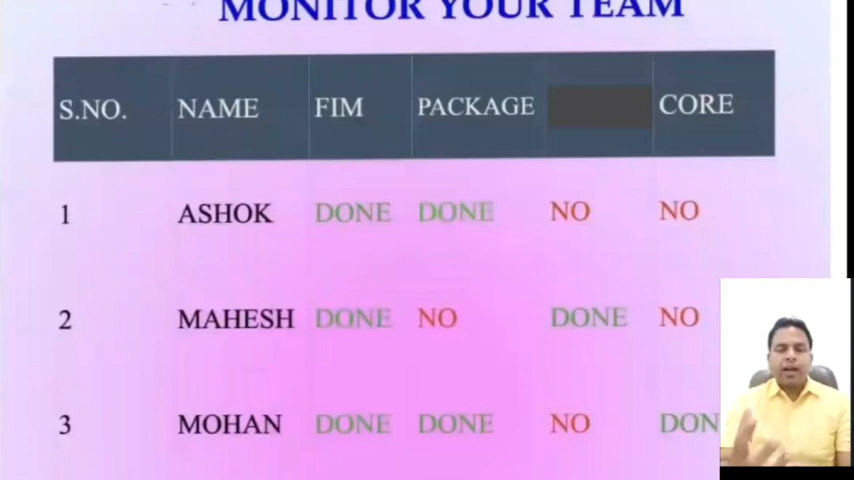 MONITOR YOUR TEAM
S.NO. NAME FIM PACKAGE CORE
1 ASHOK DONE DONE NO NO
2 MAHESH DONE NO DONE NO
3 MOHAN DONE DONE NO DON